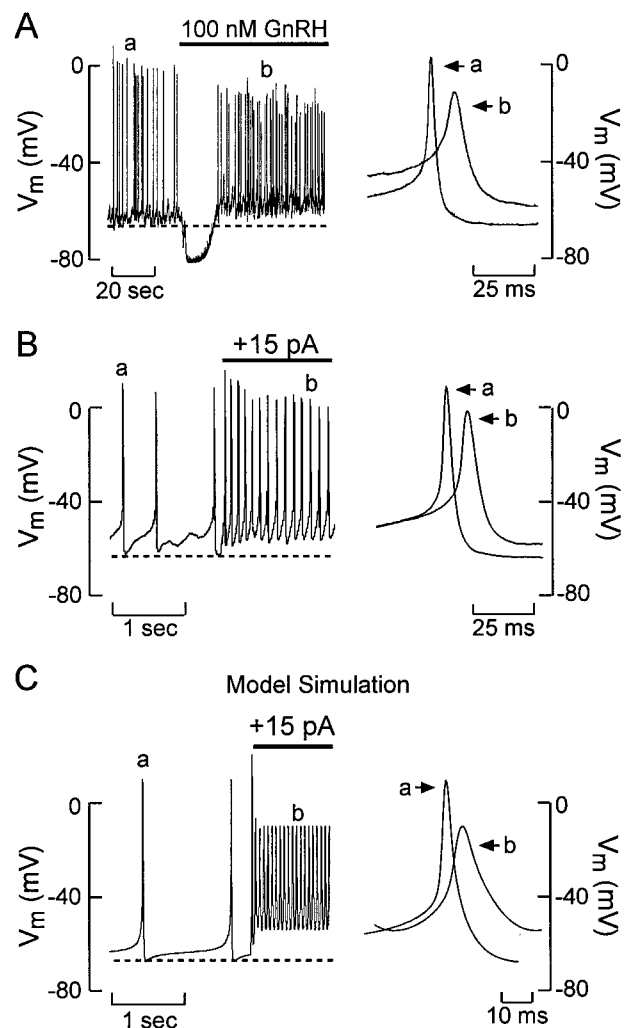 A
100 nM GnRH
a
b
0
-40
-80
Vm (mV)
20 sec
a
b
0
-40
-80
Vm (mV)
25 ms
B
+15 pA
a
b
0
-40
-80
Vm (mV)
1 sec
a
b
0
-40
-80
Vm (mV)
25 ms
C
Model Simulation
+15 pA
a
b
0
-40
-80
Vm (mV)
1 sec
a
b
0
-40
-80
Vm (mV)
10 ms